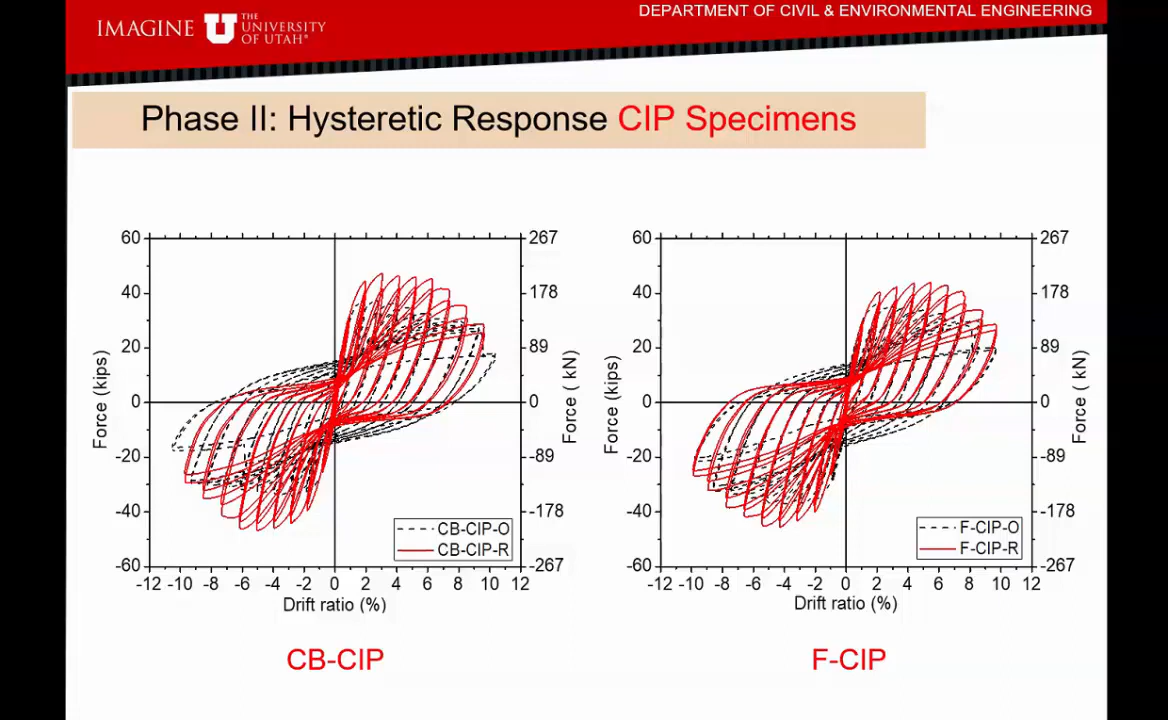 IMAGINE
THE
UNIVERSITY
OF UTAH®
DEPARTMENT OF CIVIL & ENVIRONMENTAL ENGINEERING
Phase II: Hysteretic Response CIP Specimens
60
40
20
0
-20
-40
-60
Force (kips)
267
178
89
0
-89
-178
-267
Force ( kN)
CB-CIP-O
CB-CIP-R
-12 -10 -8 -6 -4 -2 0 2 4 6 8 10 12
Drift ratio (%)
CB-CIP
60
40
20
0
-20
-40
-60
Force (kips)
267
178
89
0
-89
-178
-267
Force ( kN)
F-CIP-O
F-CIP-R
-12 -10 -8 -6 -4 -2 0 2 4 6 8 10 12
Drift ratio (%)
F-CIP